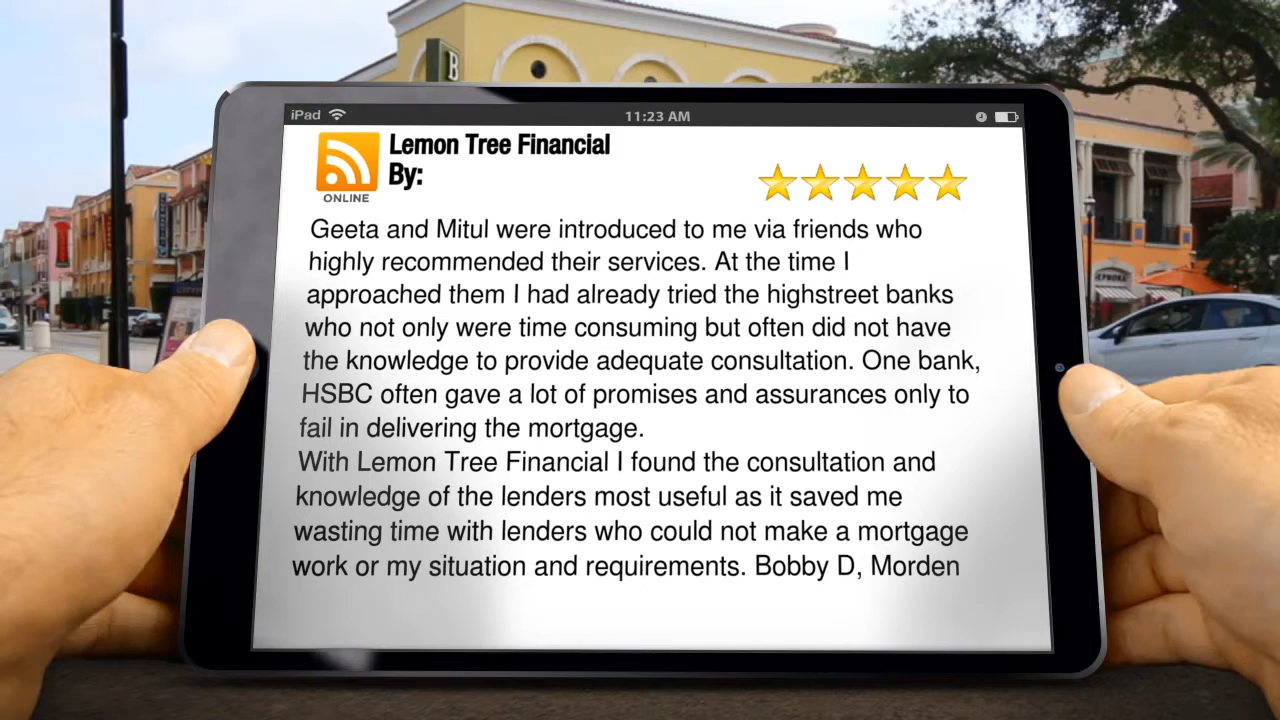 B
iPad
11:23 AM
Lemon Tree Financial
By:
ONLINE
Geeta and Mitul were introduced to me via friends who
highly recommended their services. At the time I
approached them I had already tried the highstreet banks
who not only were time consuming but often did not have
the knowledge to provide adequate consultation. One bank,
HSBC often gave a lot of promises and assurances only to
fail in delivering the mortgage.
With Lemon Tree Financial I found the consultation and
knowledge of the lenders most useful as it saved me
wasting time with lenders who could not make a mortgage
work or my situation and requirements. Bobby D, Morden
SEPHORA